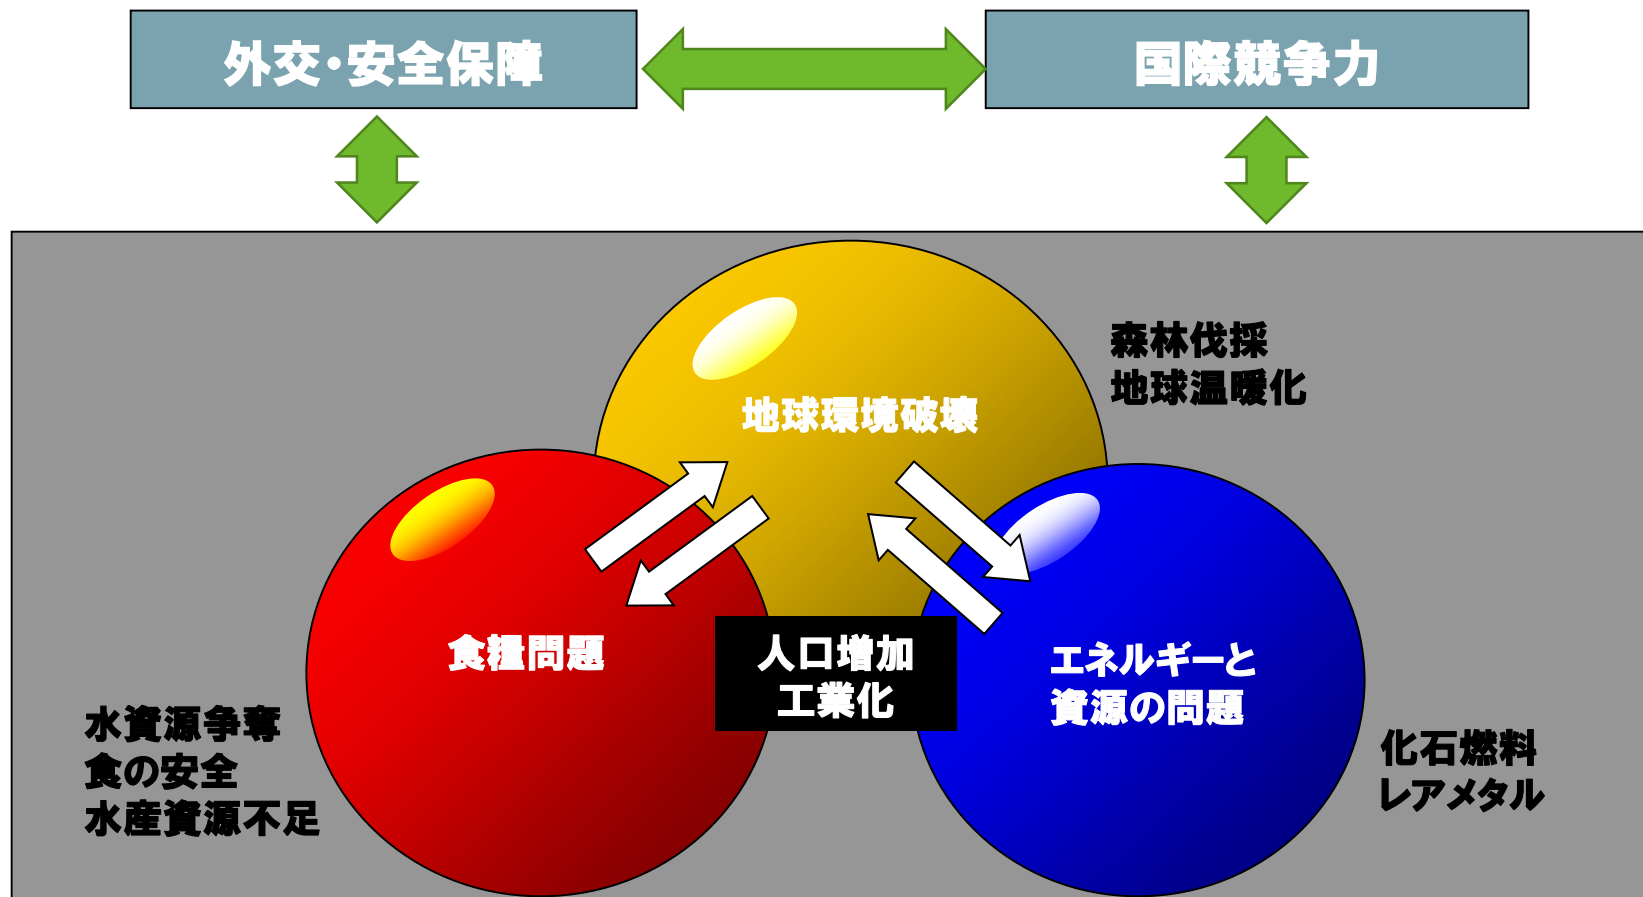 外交・安全保障
国際競争力
森林伐採
地球温暖化
地球環境破壊
食糧問題
人口増加
工業化
エネルギーと
資源の問題
水資源争奪
食の安全
水産資源不足
化石燃料
レアメタル